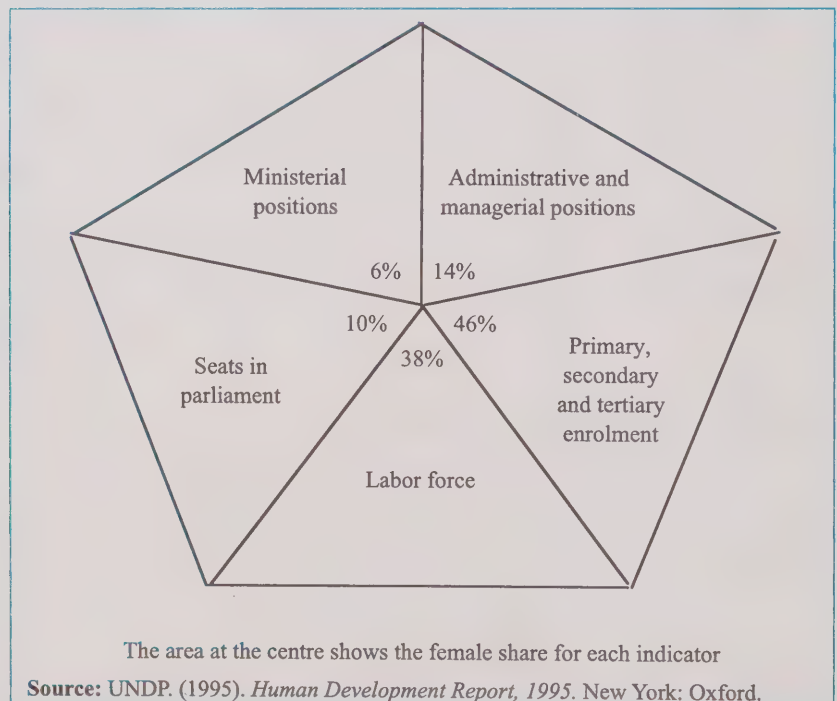 Ministerial
positions
Administrative and
managerial positions
6%
14%
10%
46%
38%
Seats in
parliament
Primary,
secondary
and tertiary
enrolment
Labor force
The area at the centre shows the female share for each indicator
Source: UNDP. (1995). Human Development Report, 1995. New York: Oxford.